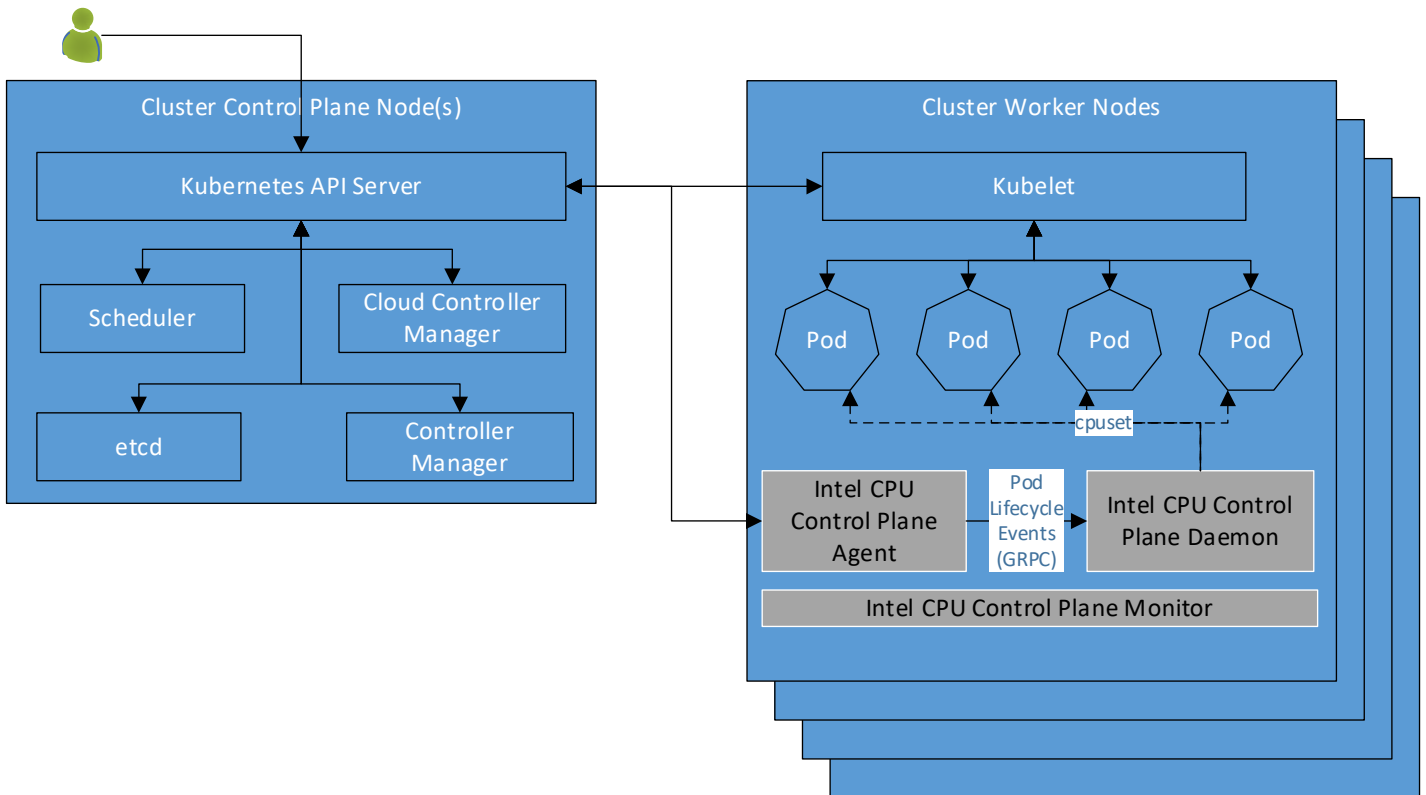 Cluster Control Plane Node(s)
Kubernetes API Server
Scheduler
Cloud Controller
Manager
etcd
Controller
Manager
Cluster Worker Nodes
Kubelet
Pod
Pod
Pod
Pod
cpuset
Intel CPU
Control Plane
Agent
Pod
Lifecycle
Events
(GRPC)
Intel CPU Control
Plane Daemon
Intel CPU Control Plane Monitor